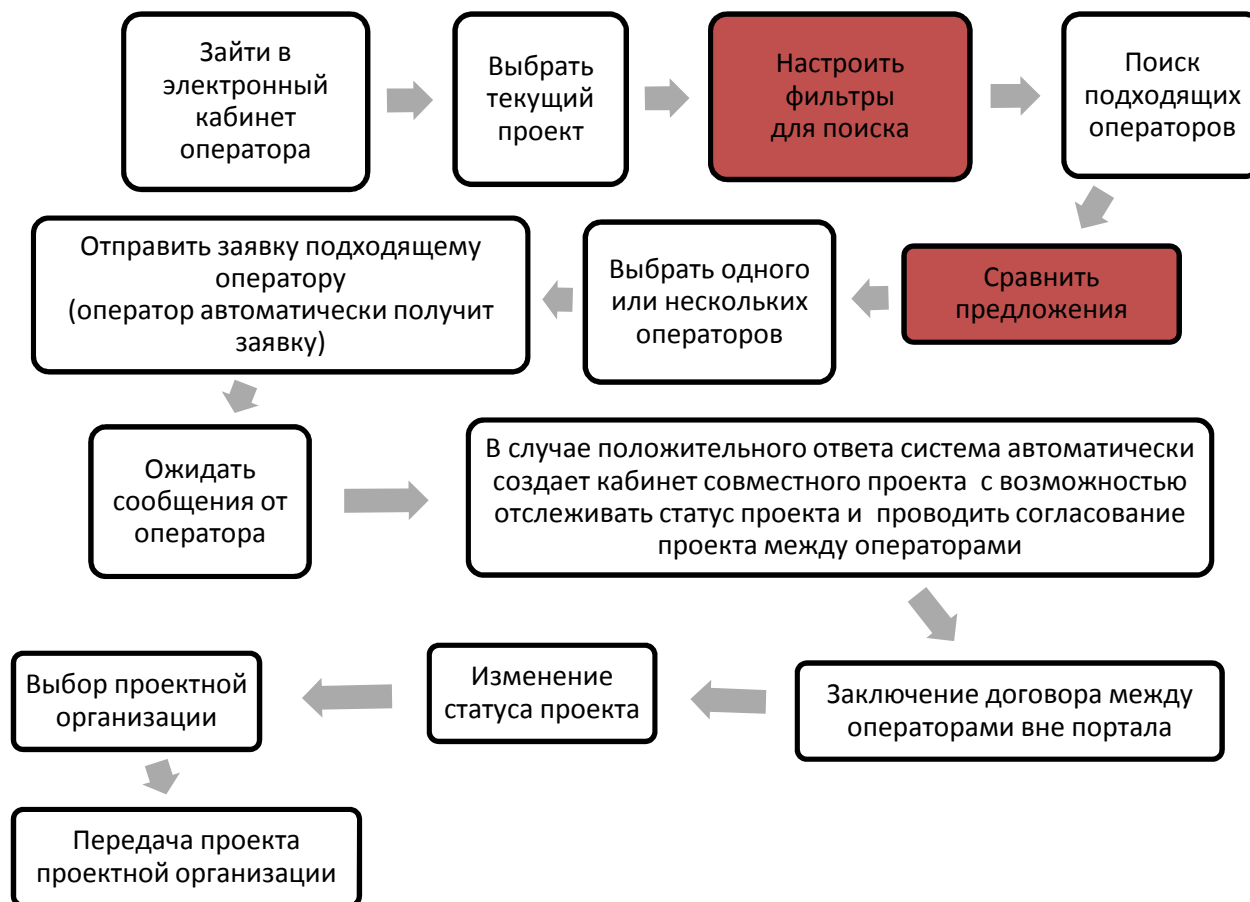 Зайти в
электронный
кабинет
оператора
Выбрать
текущий
проект
Настроить
фильтры
для поиска
Поиск
подходящих
операторов
Сравнить
предложения
Выбрать одного
или нескольких
операторов
Отправить заявку подходящему
оператору
(оператор автоматически получит
заявку)
Ожидать
сообщения от
оператора
В случае положительного ответа система автоматически
создает кабинет совместного проекта с возможностью
отслеживать статус проекта и проводить согласование
проекта между операторами
Заключение договора между
операторами вне портала
Изменение
статуса проекта
Выбор проектной
организации
Передача проекта
проектной организации